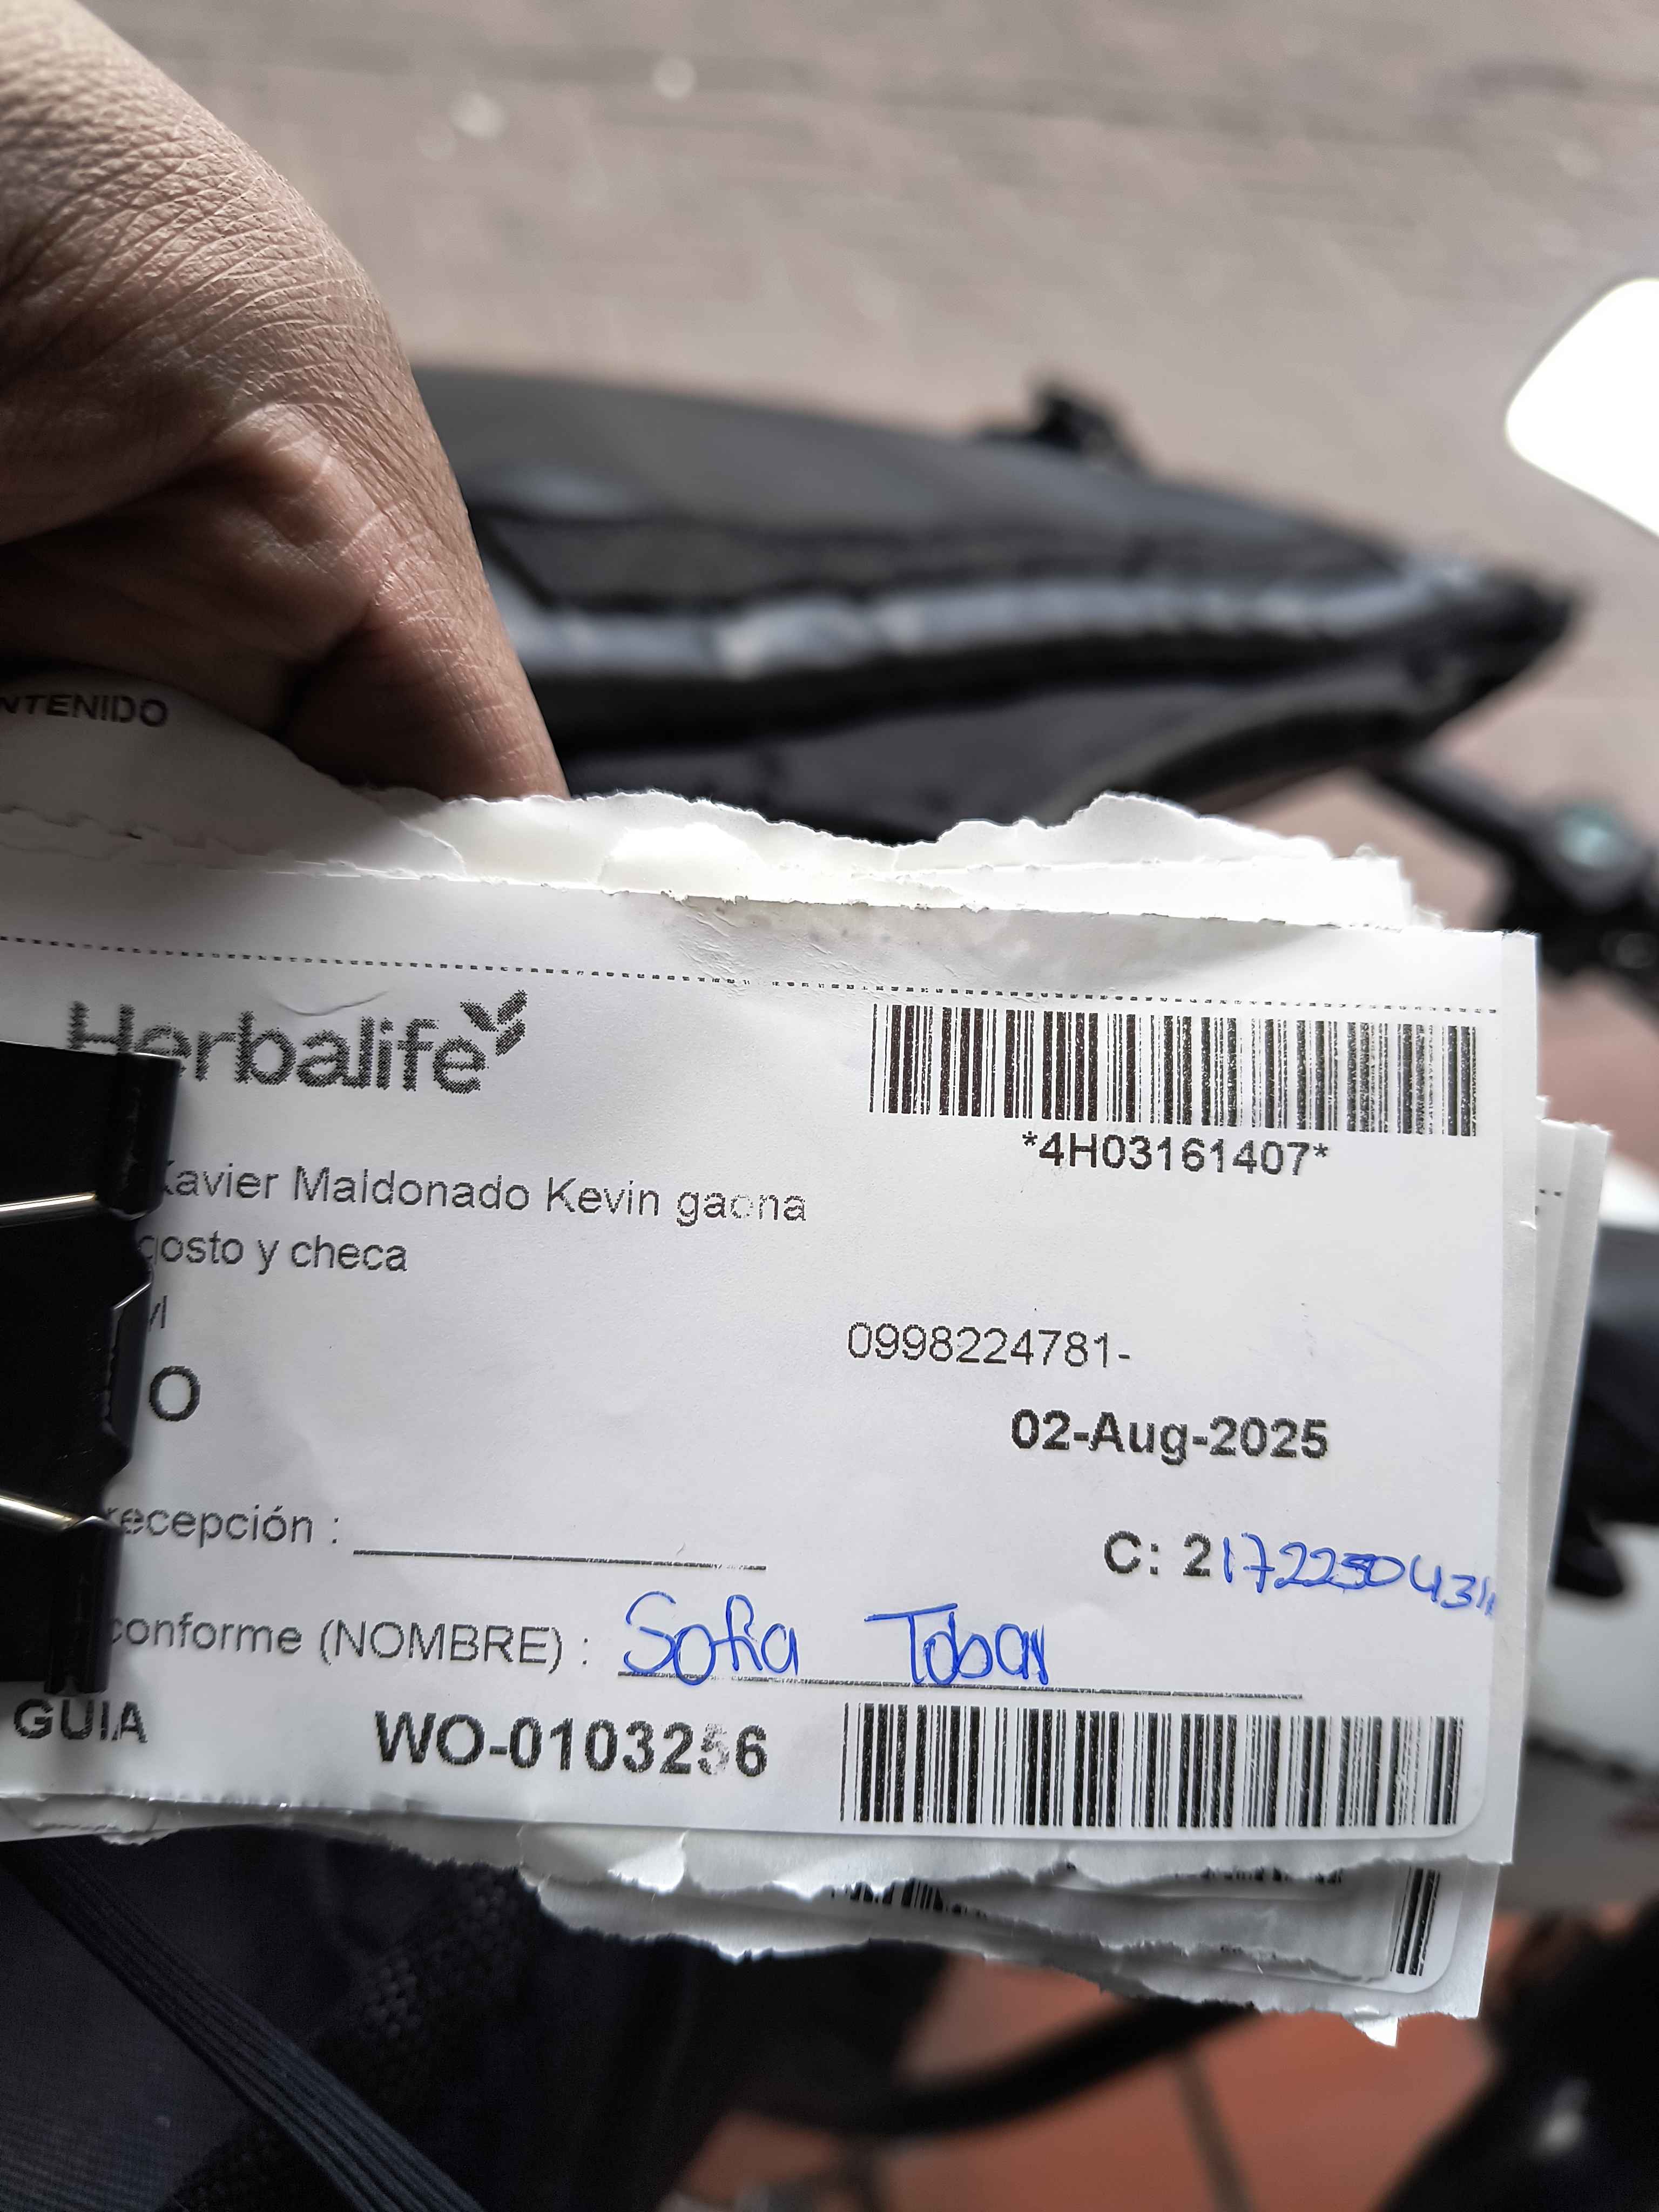 NTENIDO
Herbalife
*4H03161407*
Xavier Maldonado Kevin gaona
gosto y checa
0998224781-
O
02-Aug-2025
recepción :
C: 2
conforme (NOMBRE) : Sofia Tobar
GUIA WO-0103256